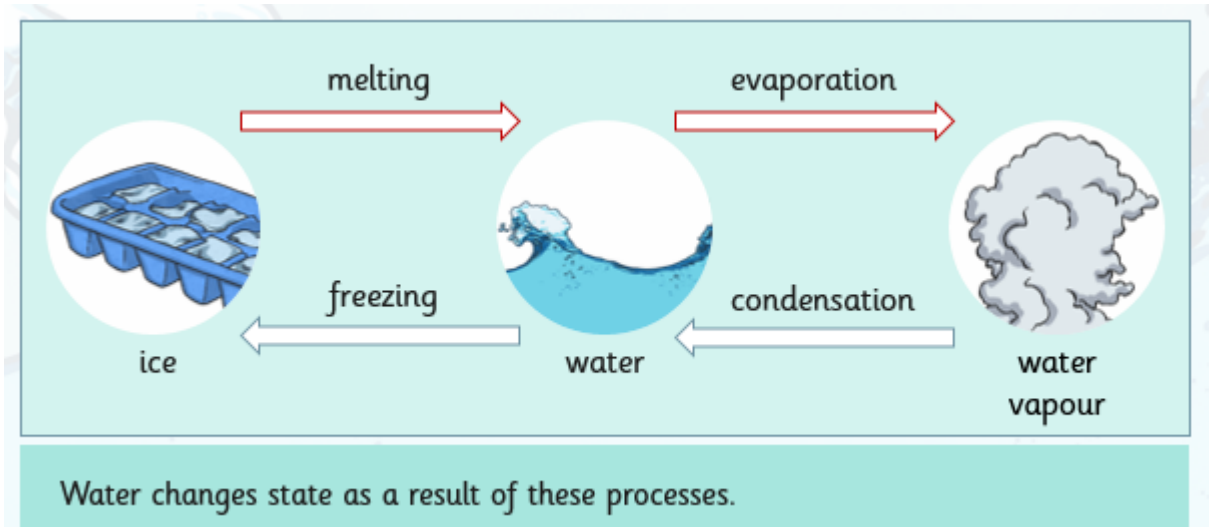 melting
evaporation
freezing
condensation
ice
water
water
vapour
Water changes state as a result of these processes.